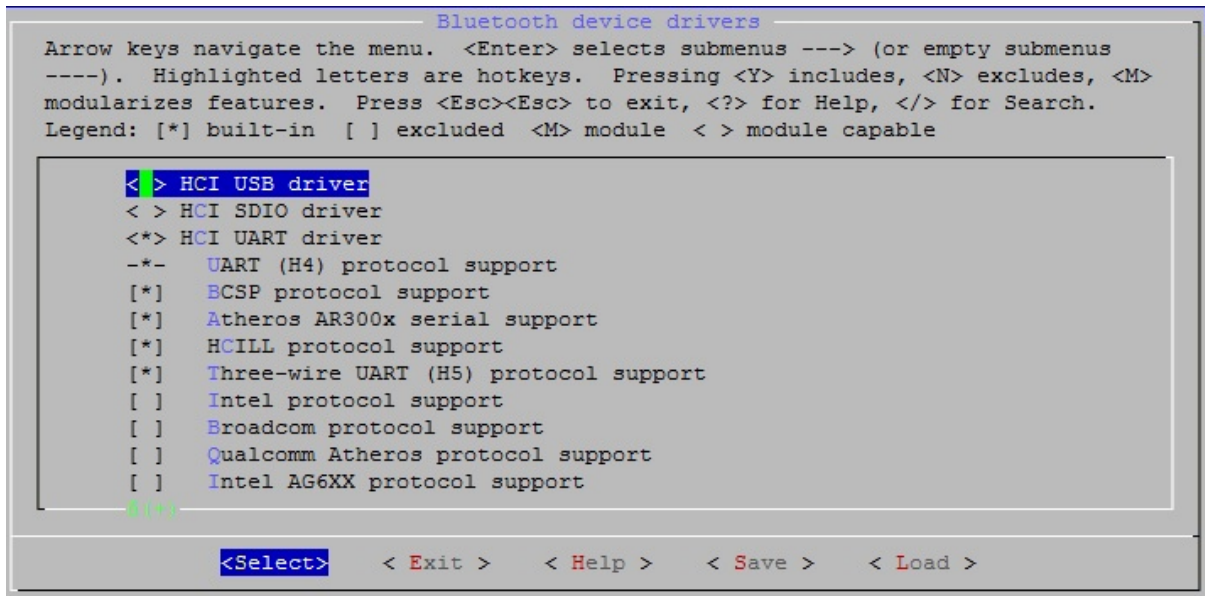 Bluetooth device drivers
Arrow keys navigate the menu. <Enter> selects submenus ---> (or empty submenus
----). Highlighted letters are hotkeys. Pressing <Y> includes, <N> excludes, <M>
modularizes features. Press <Esc><Esc> to exit, <?> for Help, </> for Search.
Legend: [*] built-in [ ] excluded <M> module < > module capable
< > HCI USB driver
< > HCI SDIO driver
<*> HCI UART driver
-*- UART (H4) protocol support
[*] BCSP protocol support
[*] Atheros AR300x serial support
[*] HCILL protocol support
[*] Three-wire UART (H5) protocol support
[ ] Intel protocol support
[ ] Broadcom protocol support
[ ] Qualcomm Atheros protocol support
[ ] Intel AG6XX protocol support
(+)
<Select> < Exit > < Help > < Save > < Load >